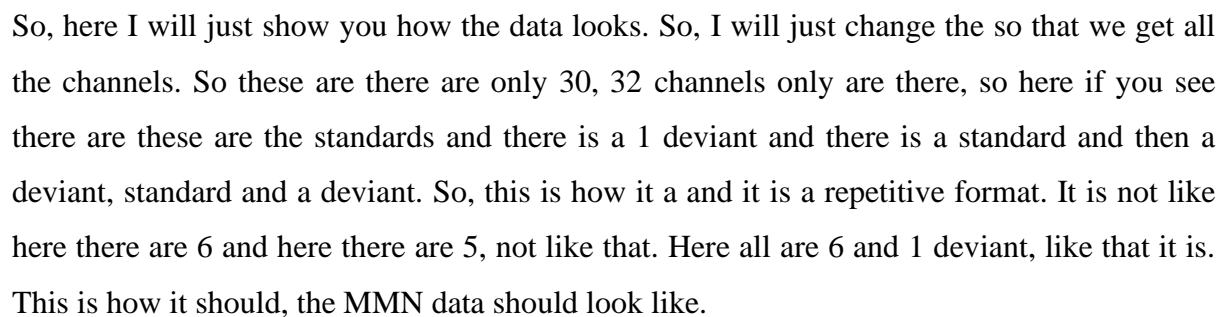 So, here I will just show you how the data looks. So, I will just change the so that we get all
the channels. So these are there are only 30, 32 channels only are there, so here if you see
there are these are the standards and there is a 1 deviant and there is a standard and then a
deviant, standard and a deviant. So, this is how it a and it is a repetitive format. It is not like
here there are 6 and here there are 5, not like that. Here all are 6 and 1 deviant, like that it is.
This is how it should, the MMN data should look like.